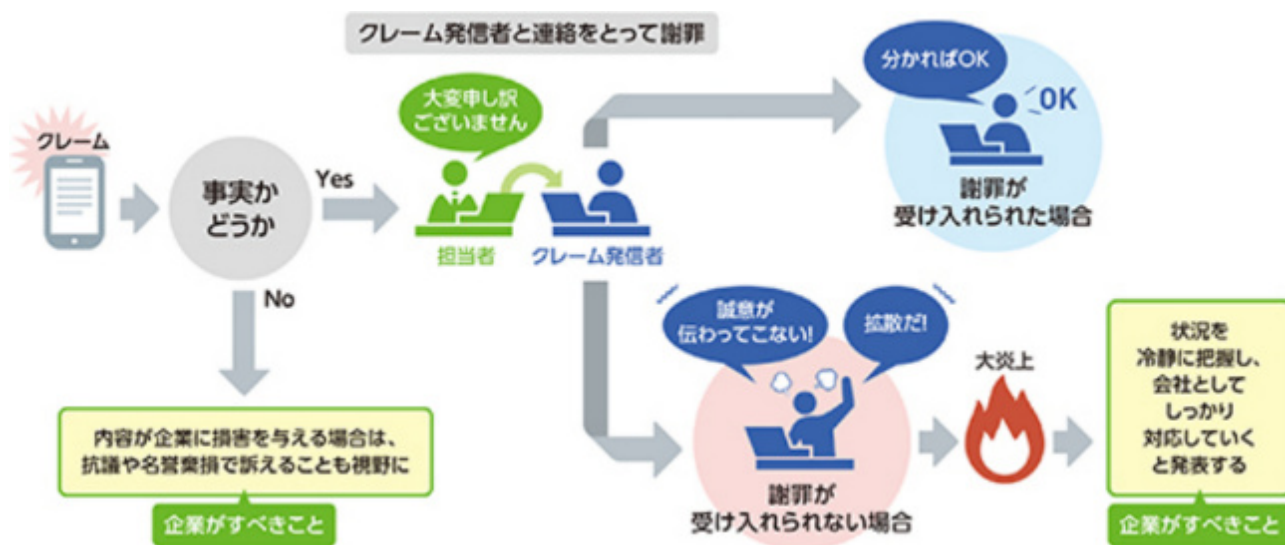 クレーム発信者と連絡をとって謝罪
クレーム
事実か
どうか
Yes
No
大変申し訳
ございません
担当者
クレーム発信者
分かればOK
OK
謝罪が
受け入れられた場合
誠意が
伝わってこない!
拡散だ!
謝罪が
受け入れられない場合
大炎上
状況を
冷静に把握し、
会社として
しっかり
対応していく
と発表する
企業がすべきこと
内容が企業に損害を与える場合は、
抗議や名誉棄損で訴えることも視野に
企業がすべきこと